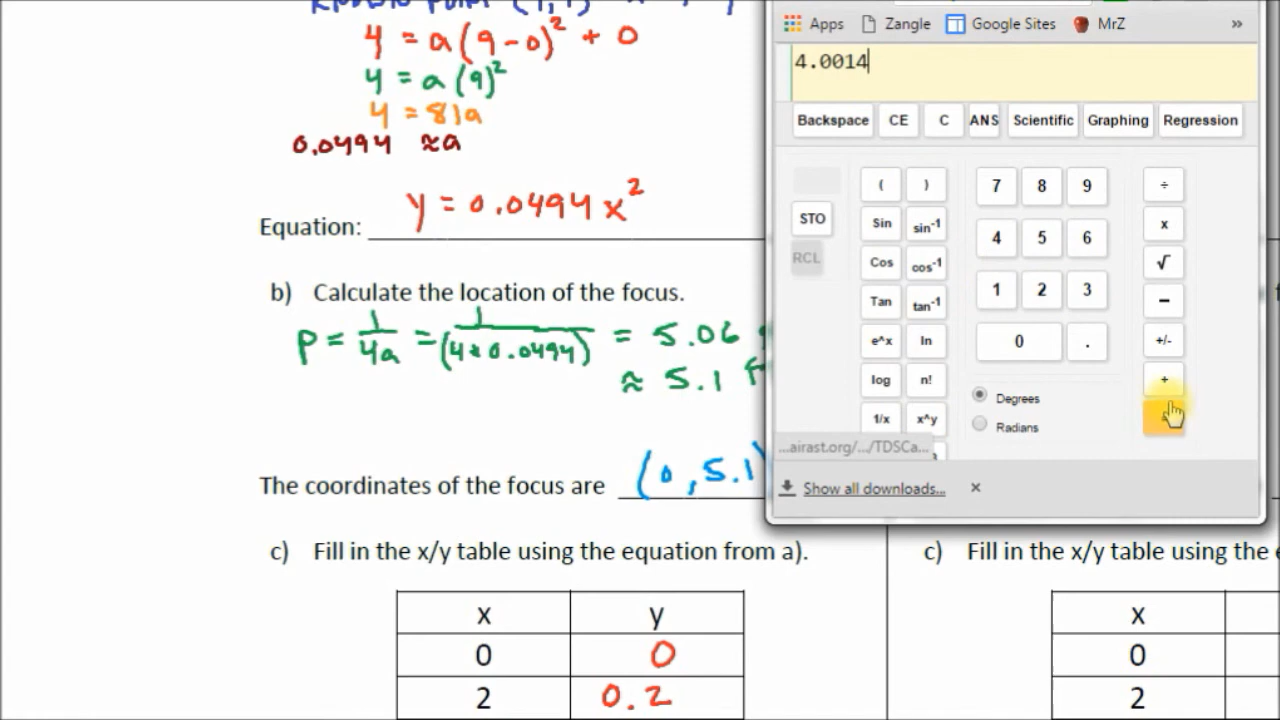 4 = a(9-0)² + 0
4 = a(9)²
4 = 81a
0.0494 ≈a
Equation: y = 0.0494x²
b) Calculate the location of the focus.
p = 1/4a = 1/(4*0.0494) = 5.06
≈ 5.1
The coordinates of the focus are (0, 5.1)
c) Fill in the x/y table using the equation from a).
x y
0 0
2 0.2
Apps Zangle Google Sites MrZ »
4.0014
Backspace CE C ANS Scientific Graphing Regression
( ) 7 8 9 ÷
STO Sin sin⁻¹ 4 5 6 x
RCL Cos cos⁻¹ 1 2 3 √
Tan tan⁻¹ −
e^x ln 0 . +/-
log n! Degrees +
1/x x^y Radians
...airast.org/.../TDSCa...
Show all downloads... ×
c) Fill in the x/y table using the e
x
0
2